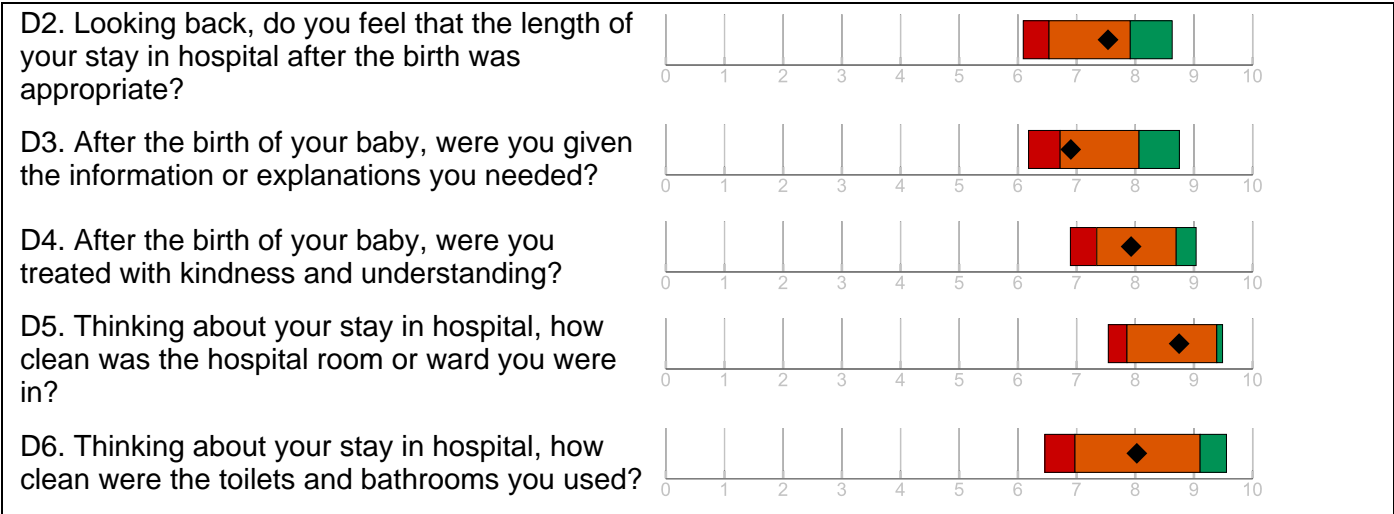 D2. Looking back, do you feel that the length of
your stay in hospital after the birth was
appropriate?
0 1 2 3 4 5 6 7 8 9 10
D3. After the birth of your baby, were you given
the information or explanations you needed?
0 1 2 3 4 5 6 7 8 9 10
D4. After the birth of your baby, were you
treated with kindness and understanding?
0 1 2 3 4 5 6 7 8 9 10
D5. Thinking about your stay in hospital, how
clean was the hospital room or ward you were
in?
0 1 2 3 4 5 6 7 8 9 10
D6. Thinking about your stay in hospital, how
clean were the toilets and bathrooms you used?
0 1 2 3 4 5 6 7 8 9 10